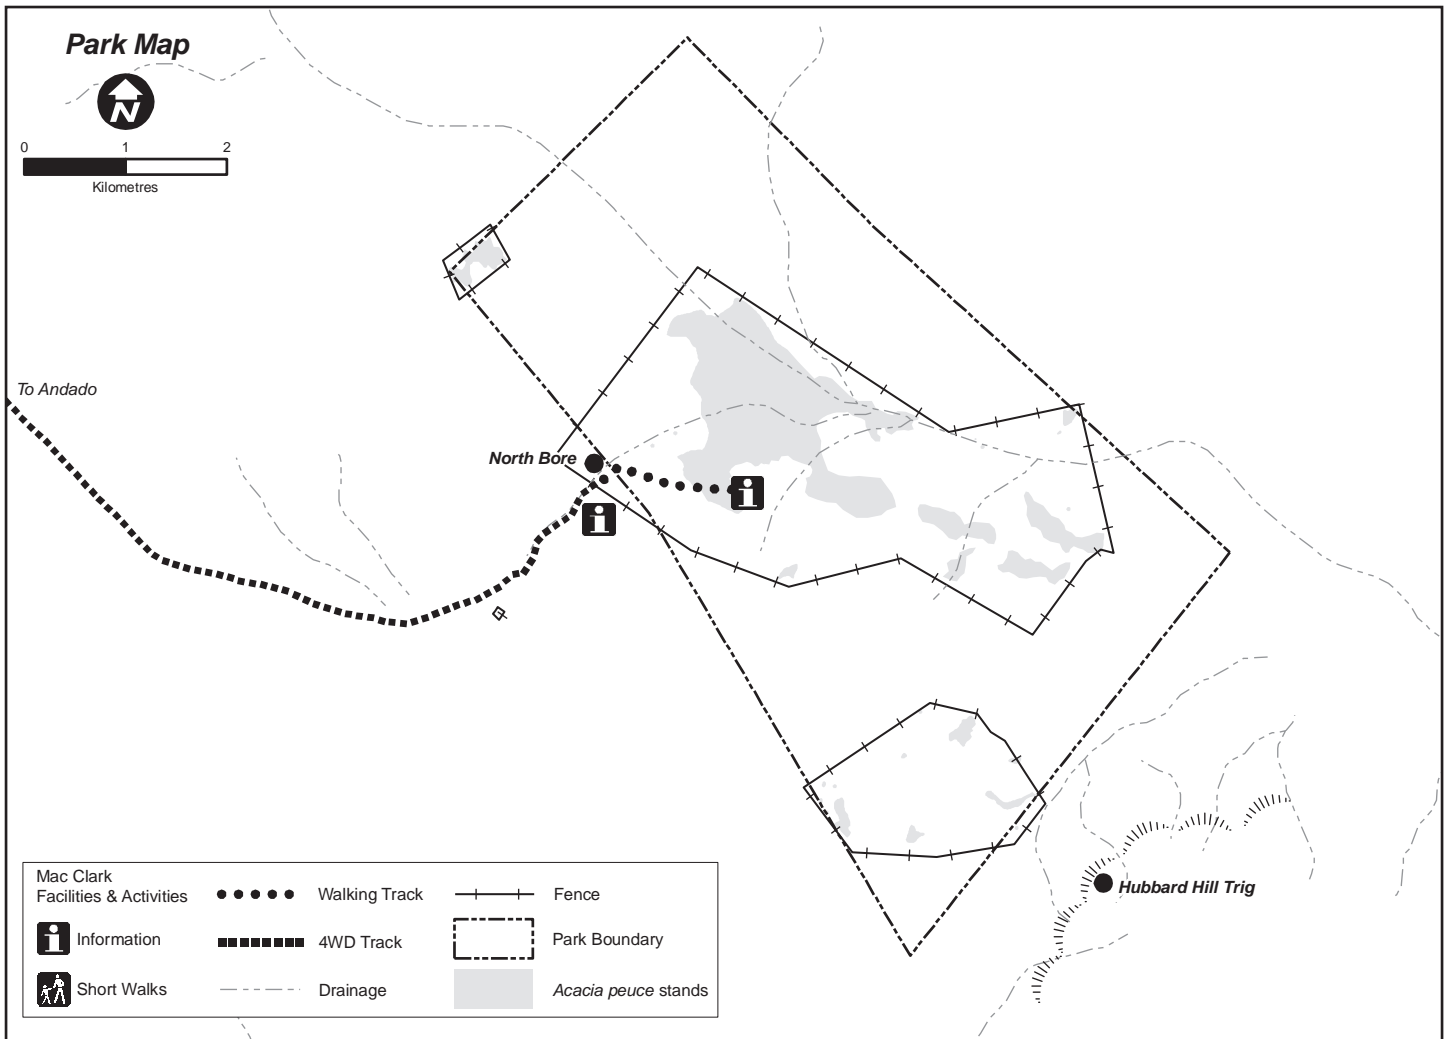 Park Map
N
0 1 2
Kilometres
To Andado
North Bore
i
i
Hubbard Hill Trig
Mac Clark
Facilities & Activities
i Information
Short Walks
Walking Track
4WD Track
Drainage
Fence
Park Boundary
Acacia peuce stands